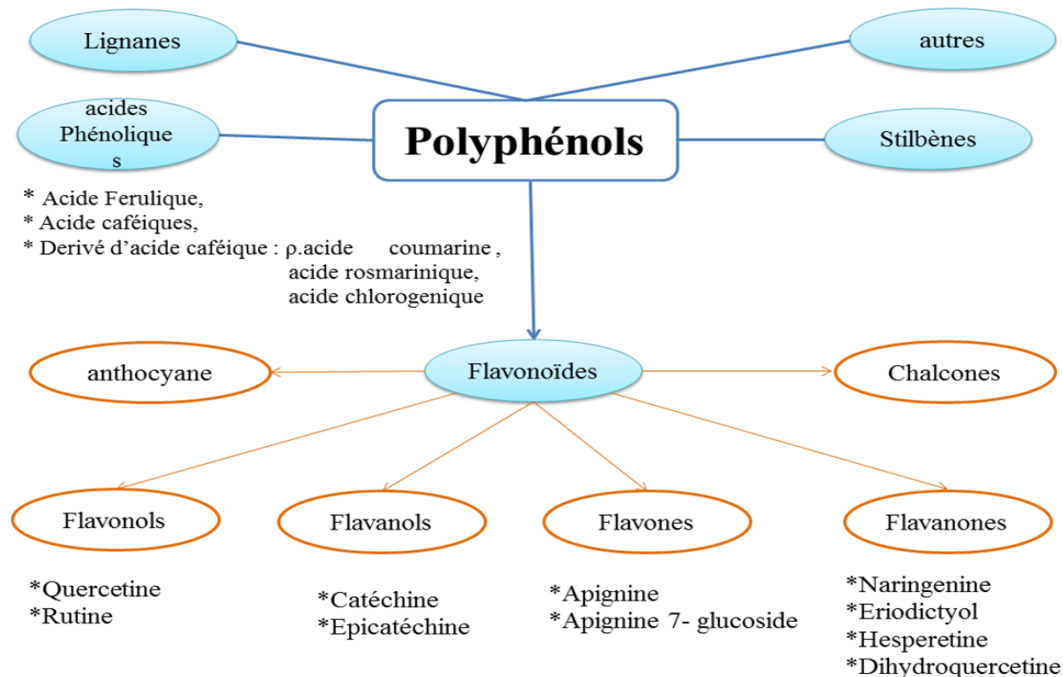 Lignanes
autres
Polyphénols
acides
Phénolique
s
Stilbènes
* Acide Ferulique,
* Acide caféiques,
* Derivé d’acide caféique : ρ.acide coumarine ,
acide rosmarinique,
acide chlorogenique
anthocyane
Flavonoïdes
Chalcones
Flavonols
Flavanols
Flavones
Flavanones
*Quercetine
*Rutine
*Catéchine
*Epicatéchine
*Apignine
*Apignine 7- glucoside
*Naringenine
*Eriodictyol
*Hesperetine
*Dihydroquercetine